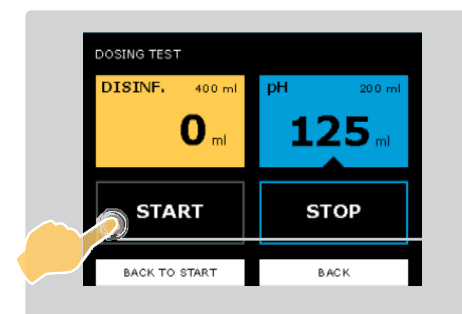 DOSING TEST
DISINF. 400 ml pH 200 ml
0 ml 125 ml
START STOP
BACK TO START BACK